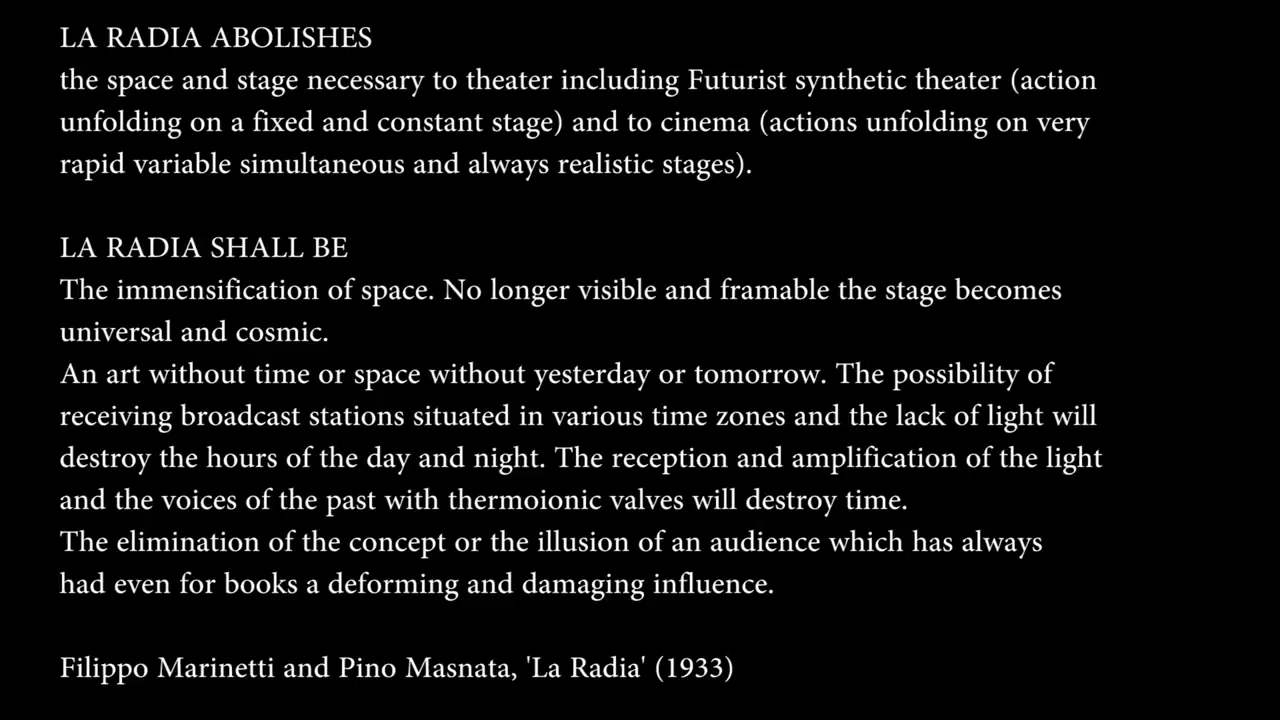 LA RADIA ABOLISHES
the space and stage necessary to theater including Futurist synthetic theater (action
unfolding on a fixed and constant stage) and to cinema (actions unfolding on very
rapid variable simultaneous and always realistic stages).
LA RADIA SHALL BE
The immensification of space. No longer visible and framable the stage becomes
universal and cosmic.
An art without time or space without yesterday or tomorrow. The possibility of
receiving broadcast stations situated in various time zones and the lack of light will
destroy the hours of the day and night. The reception and amplification of the light
and the voices of the past with thermoionic valves will destroy time.
The elimination of the concept or the illusion of an audience which has always
had even for books a deforming and damaging influence.
Filippo Marinetti and Pino Masnata, 'La Radia' (1933)